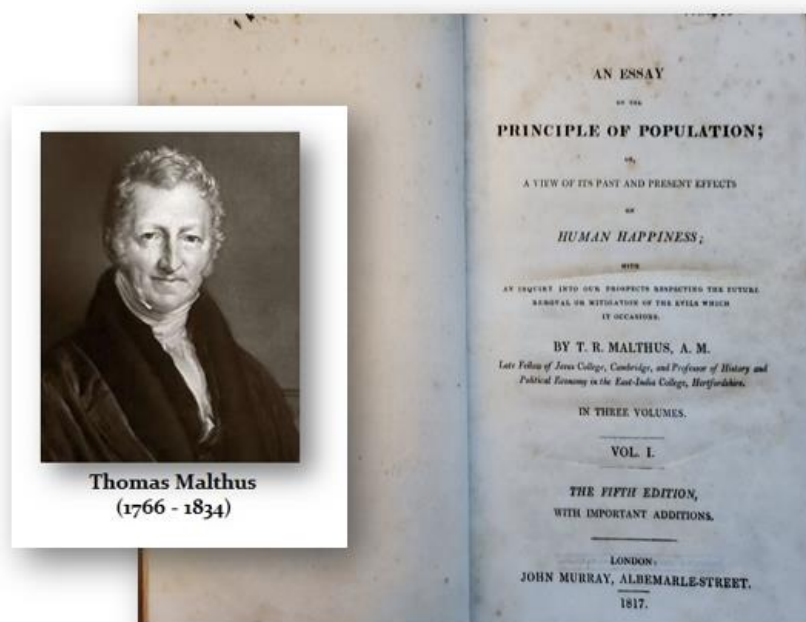 Thomas Malthus
(1766 - 1834)
AN ESSAY
ON THE
PRINCIPLE OF POPULATION;
OR,
A VIEW OF ITS PAST AND PRESENT EFFECTS
ON
HUMAN HAPPINESS;
WITH
AN INQUIRY INTO OUR PROSPECTS RESPECTING THE FUTURE
REMOVAL OR MITIGATION OF THE EVILS WHICH
IT OCCASIONS.
BY T. R. MALTHUS, A. M.
Late Fellow of Jesus College, Cambridge, and Professor of History and
Political Economy in the East-India College, Hertfordshire.
IN THREE VOLUMES.
VOL. I.
THE FIFTH EDITION,
WITH IMPORTANT ADDITIONS.
LONDON:
JOHN MURRAY, ALBEMARLE-STREET.
1817.